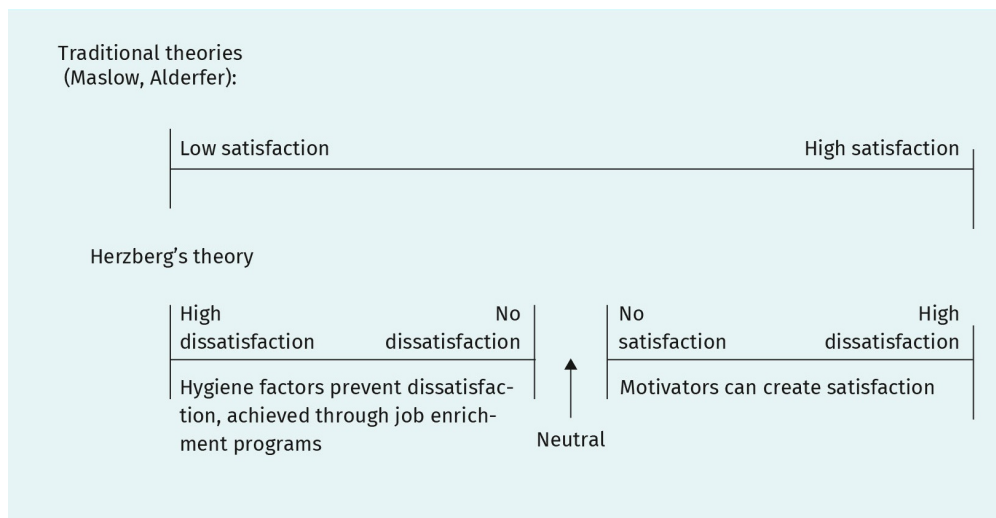 Traditional theories
(Maslow, Alderfer):
Low satisfaction
High satisfaction
Herzberg’s theory
High
dissatisfaction
No
dissatisfaction
No
satisfaction
High
dissatisfaction
Hygiene factors prevent dissatisfac-
tion, achieved through job enrich-
ment programs
Neutral
Motivators can create satisfaction